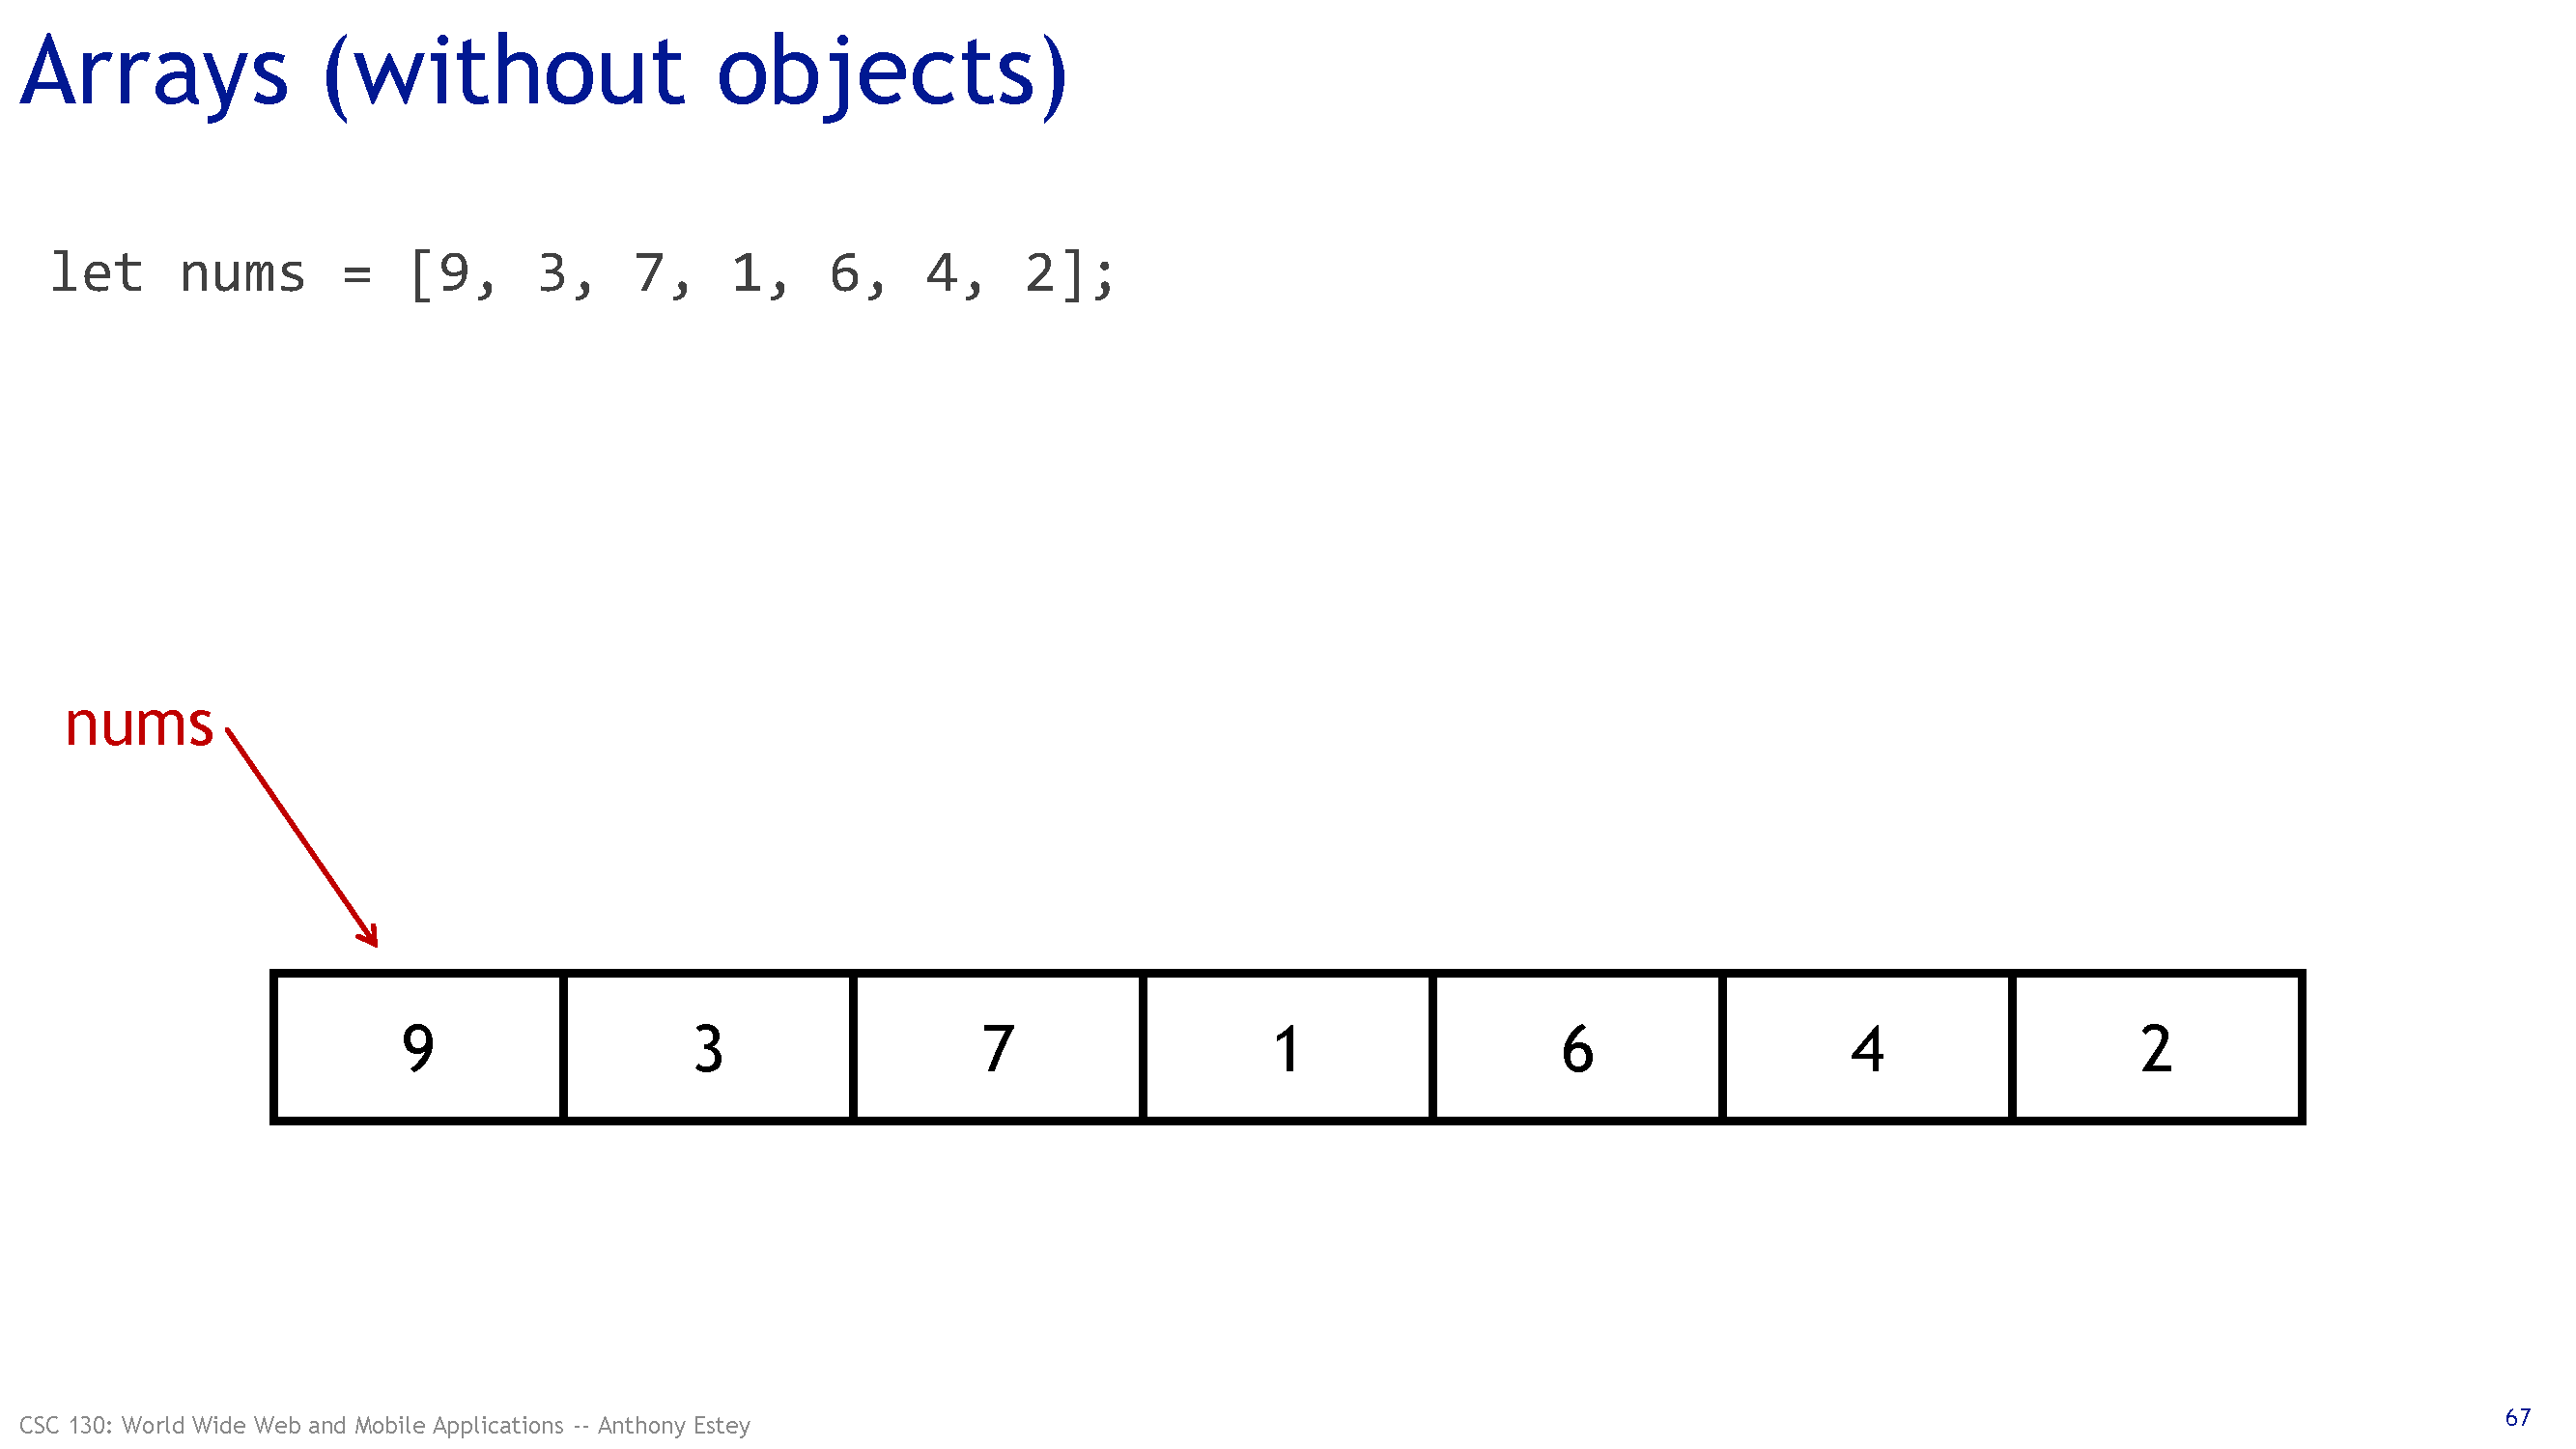 Arrays (without objects)
let nums = [9, 3, 7, 1, 6, 4, 2];
nums
9 3 7 1 6 4 2
CSC 130: World Wide Web and Mobile Applications -- Anthony Estey
67